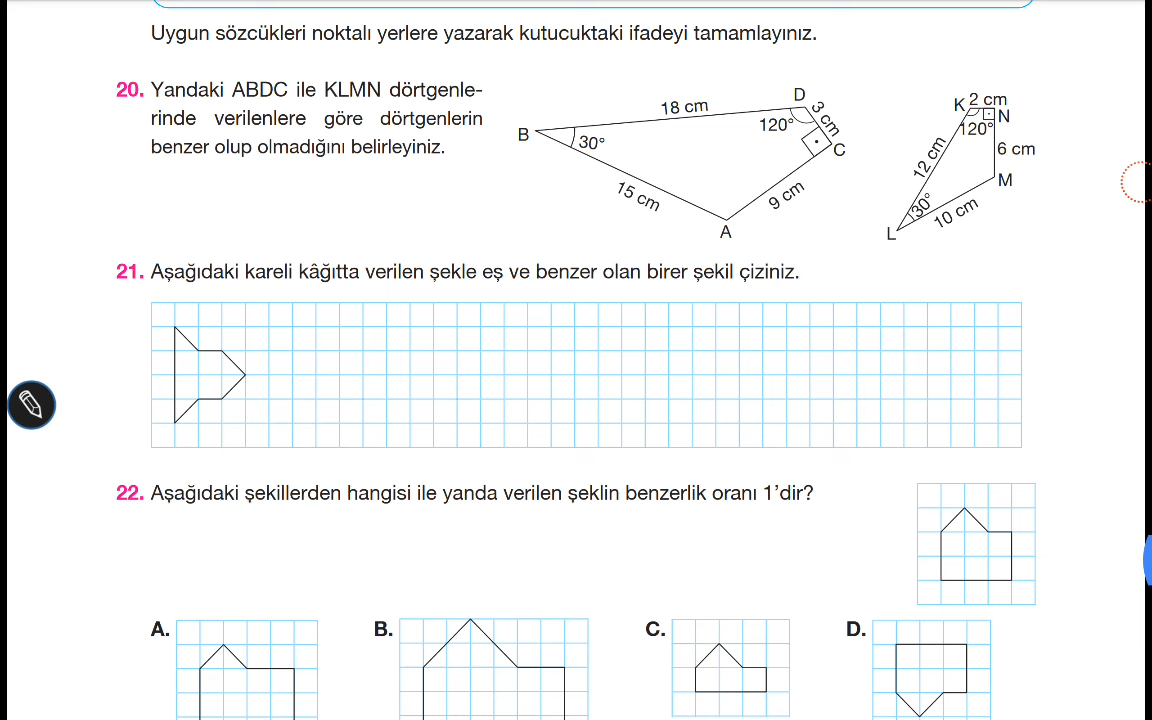 Uygun sözcükleri noktalı yerlere yazarak kutucuktaki ifadeyi tamamlayınız.
20. Yandaki ABDC ile KLMN dörtgenle-
rinde verilenlere göre dörtgenlerin
benzer olup olmadığını belirleyiniz.
D
18 cm
3 cm
120°
B
30°
C
15 cm
9 cm
A
K 2 cm
N
120°
12 cm
6 cm
M
30°
10 cm
L
21. Aşağıdaki kareli kâğıtta verilen şekle eş ve benzer olan birer şekil çiziniz.
22. Aşağıdaki şekillerden hangisi ile yanda verilen şeklin benzerlik oranı 1’dir?
A. B. C. D.